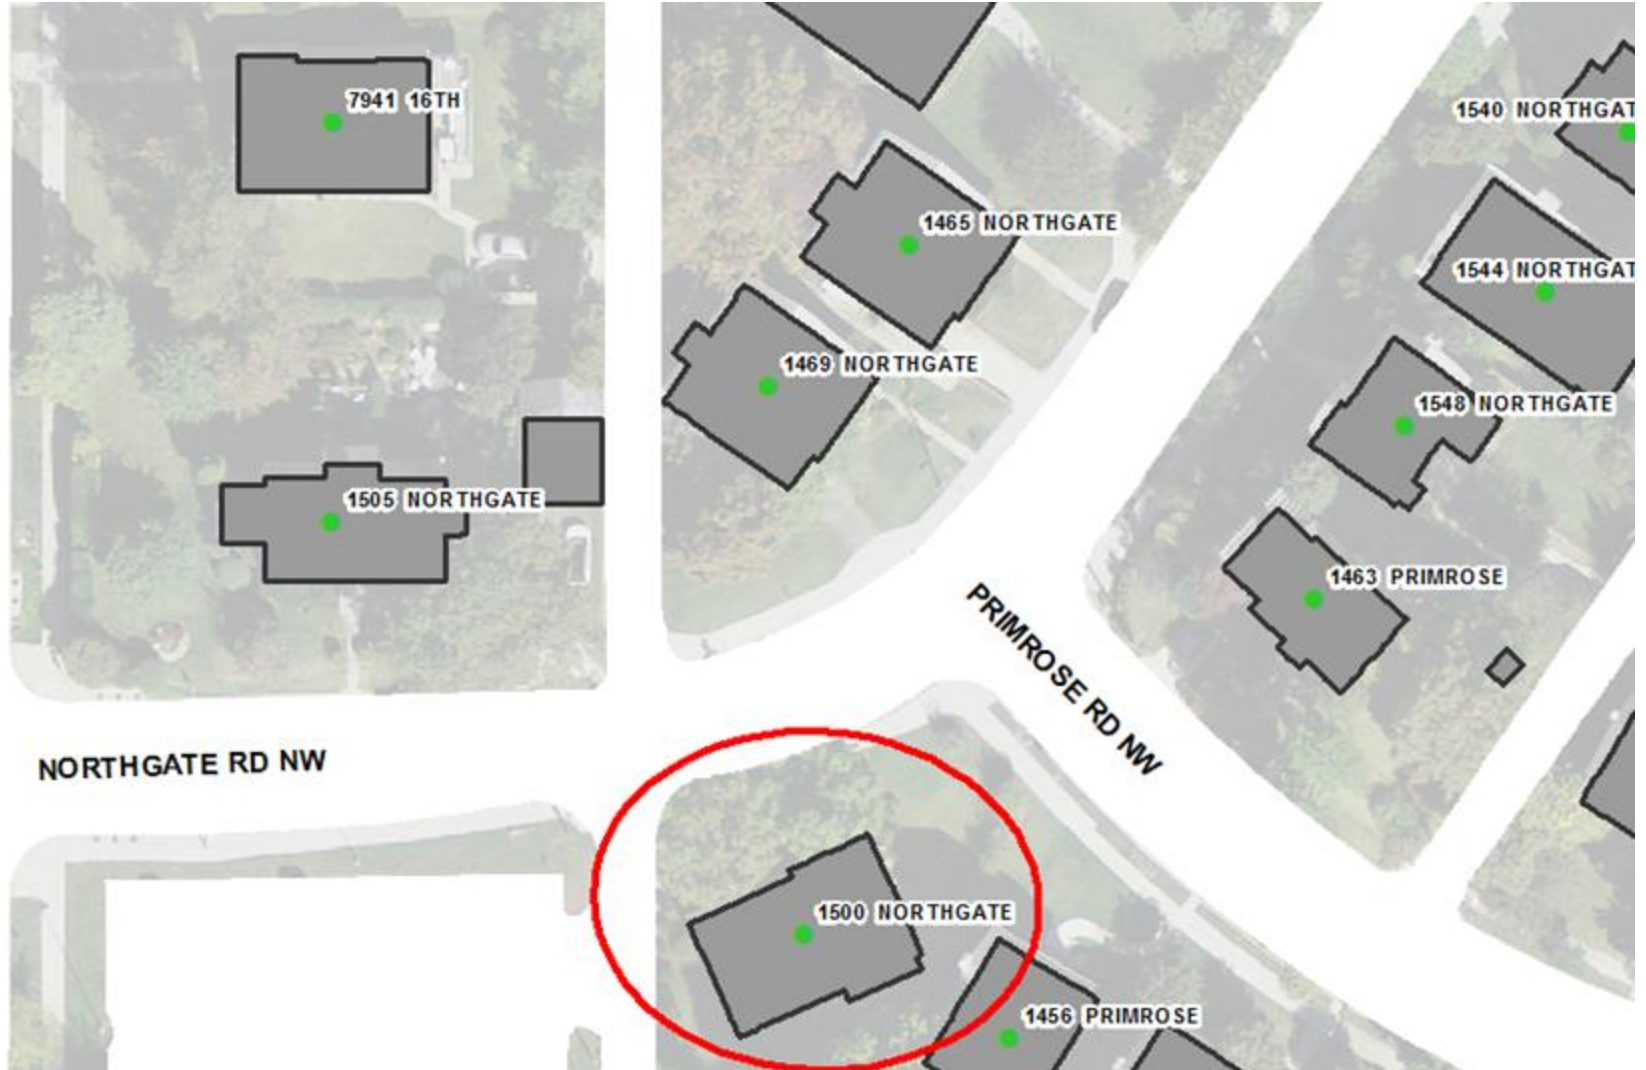 7941 16TH
1540 NORTHGAT
1465 NORTHGATE
1544 NORTHGAT
1469 NORTHGATE
1548 NORTHGATE
1505 NORTHGATE
1463 PRIMROSE
PRIMROSE RD NW
NORTHGATE RD NW
1500 NORTHGATE
1456 PRIMROSE